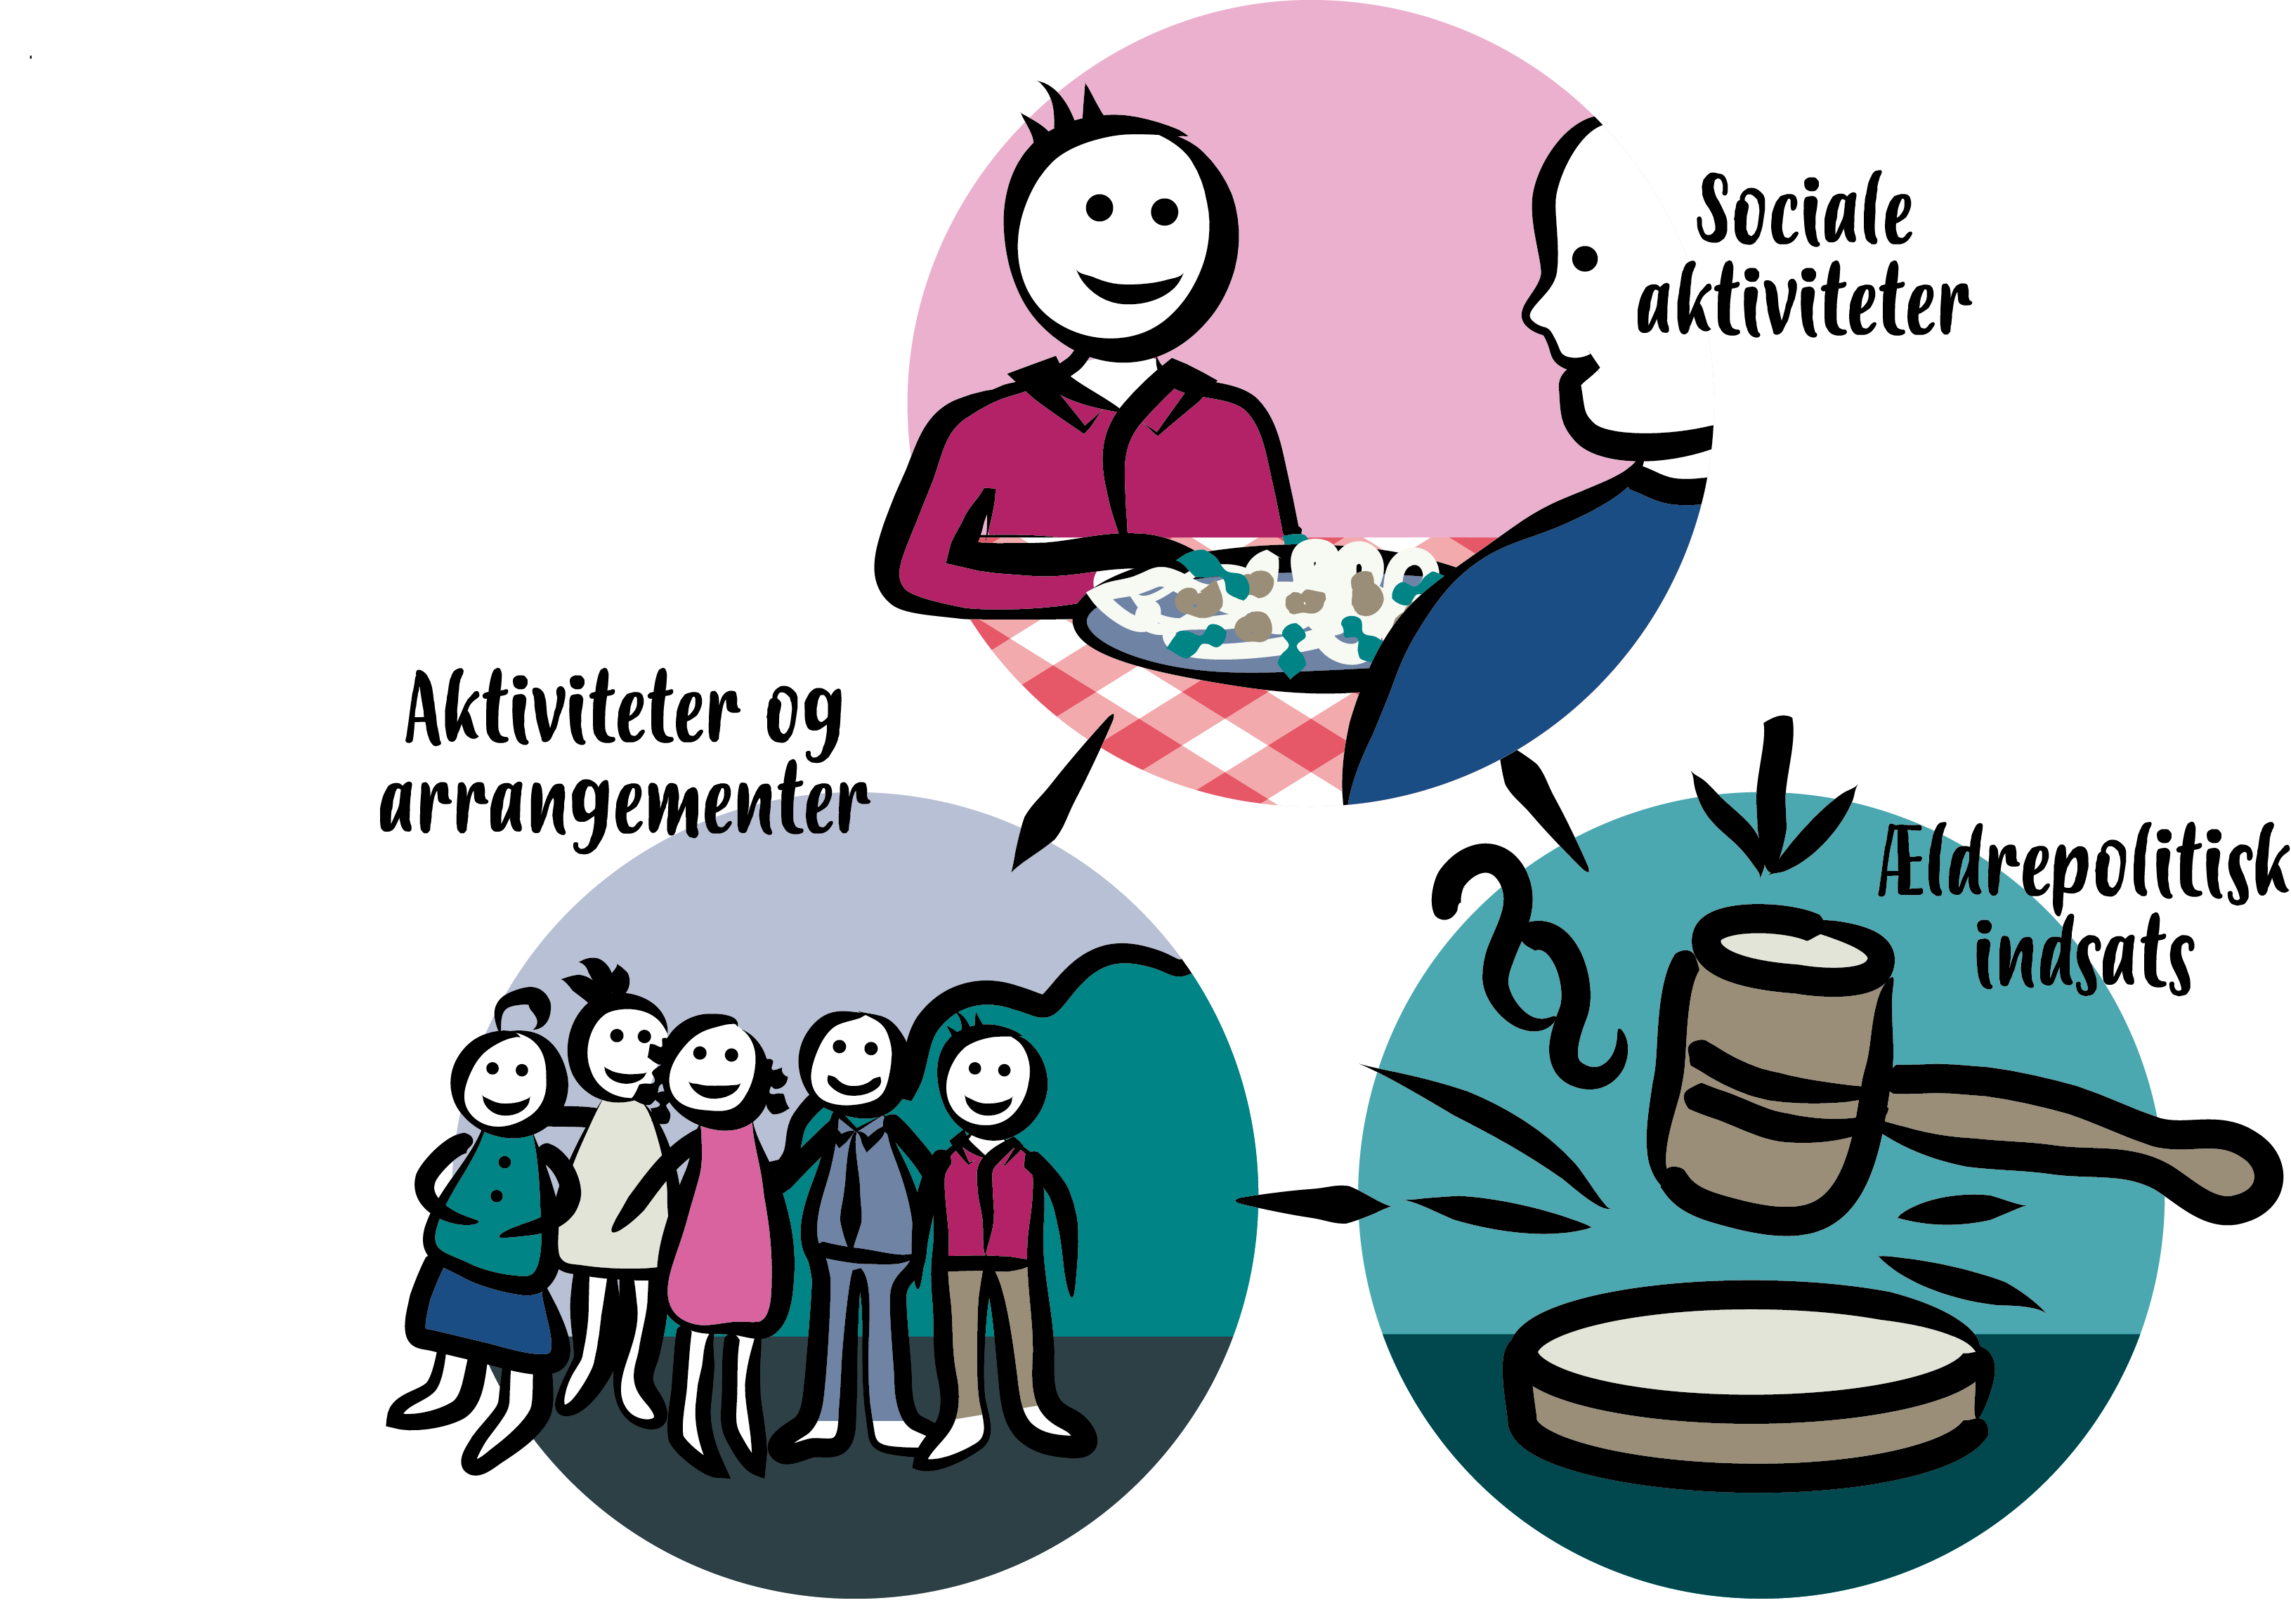 Sociale
aktiviteter
Aktiviteter og
arrangementer
Ældrepolitisk
indsats